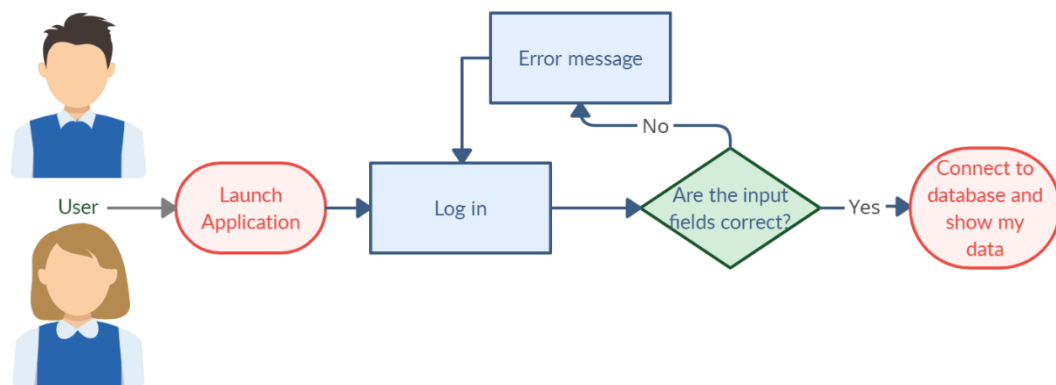 Error message
No
User
Launch
Application
Log in
Are the input
fields correct?
Yes
Connect to
database and
show my
data